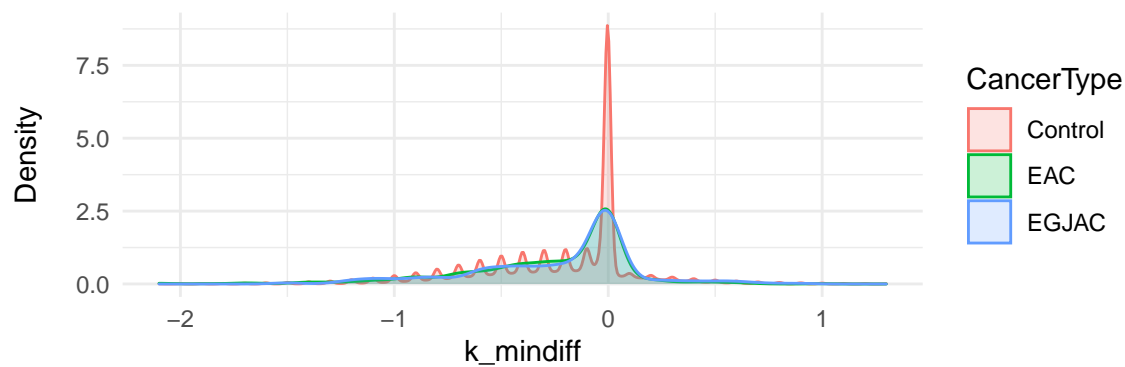 7.5
5.0
2.5
0.0
Density
−2
−1
0
1
k_mindiff
CancerType
Control
EAC
EGJAC